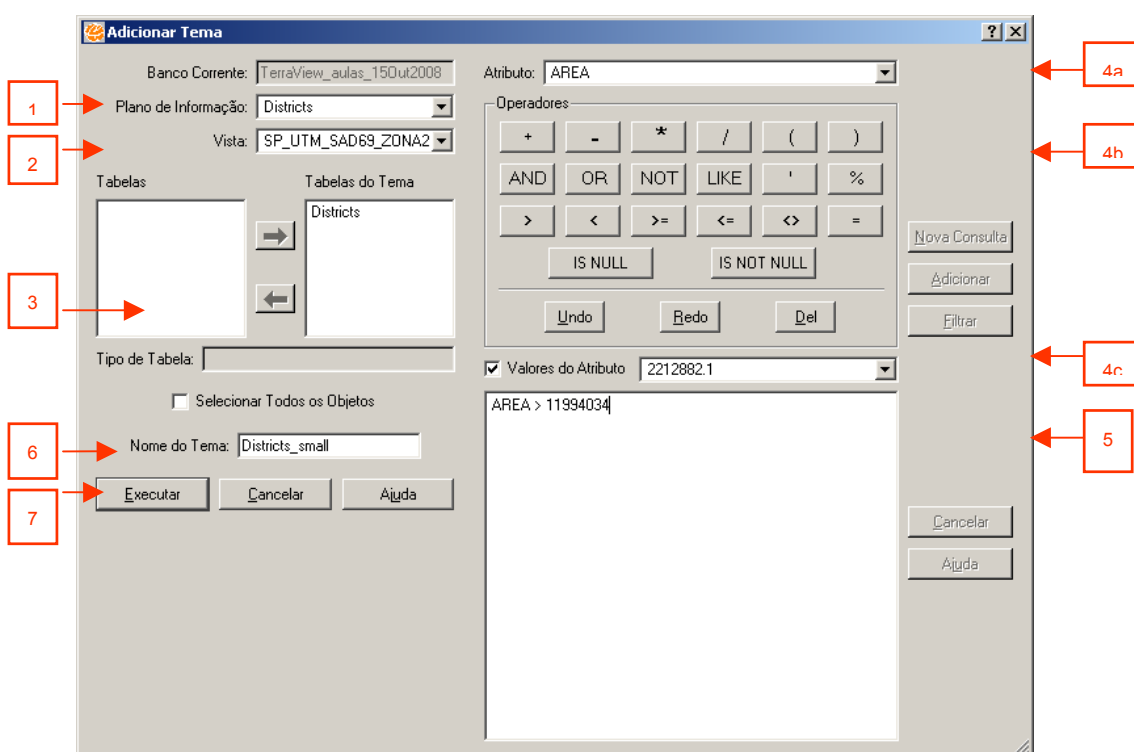 Adicionar Tema
Banco Corrente: TerraView_aulas_15Out2008
1
Plano de Informação: Districts
2
Vista: SP_UTM_SAD69_ZONA2
Tabelas
Tabelas do Tema
Districts
3
Tipo de Tabela:
Selecionar Todos os Objetos
6
Nome do Tema: Districts_small
7
Executar
Cancelar
Ajuda
Atributo: AREA
4a
Operadores
+ - * / ( )
4b
AND OR NOT LIKE ' %
> < >= <= <> =
IS NULL IS NOT NULL
Undo Redo Del
Valores do Atributo 2212882.1
4c
AREA > 11994034
5
Nova Consulta
Adicionar
Filtrar
Cancelar
Ajuda